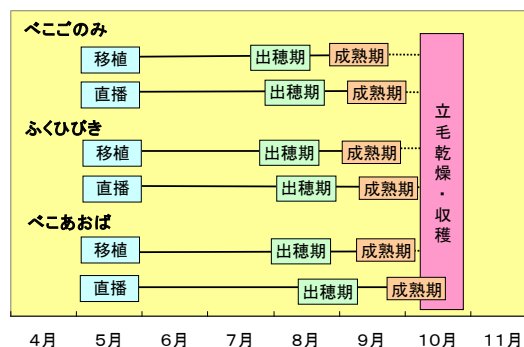 べこごのみ
移植 出穂期 成熟期
直播 出穂期 成熟期
ふくひびき
移植 出穂期 成熟期
直播 出穂期 成熟期
べこあおば
移植 出穂期 成熟期
直播 出穂期 成熟期
立毛乾燥・収穫
4月 5月 6月 7月 8月 9月 10月 11月